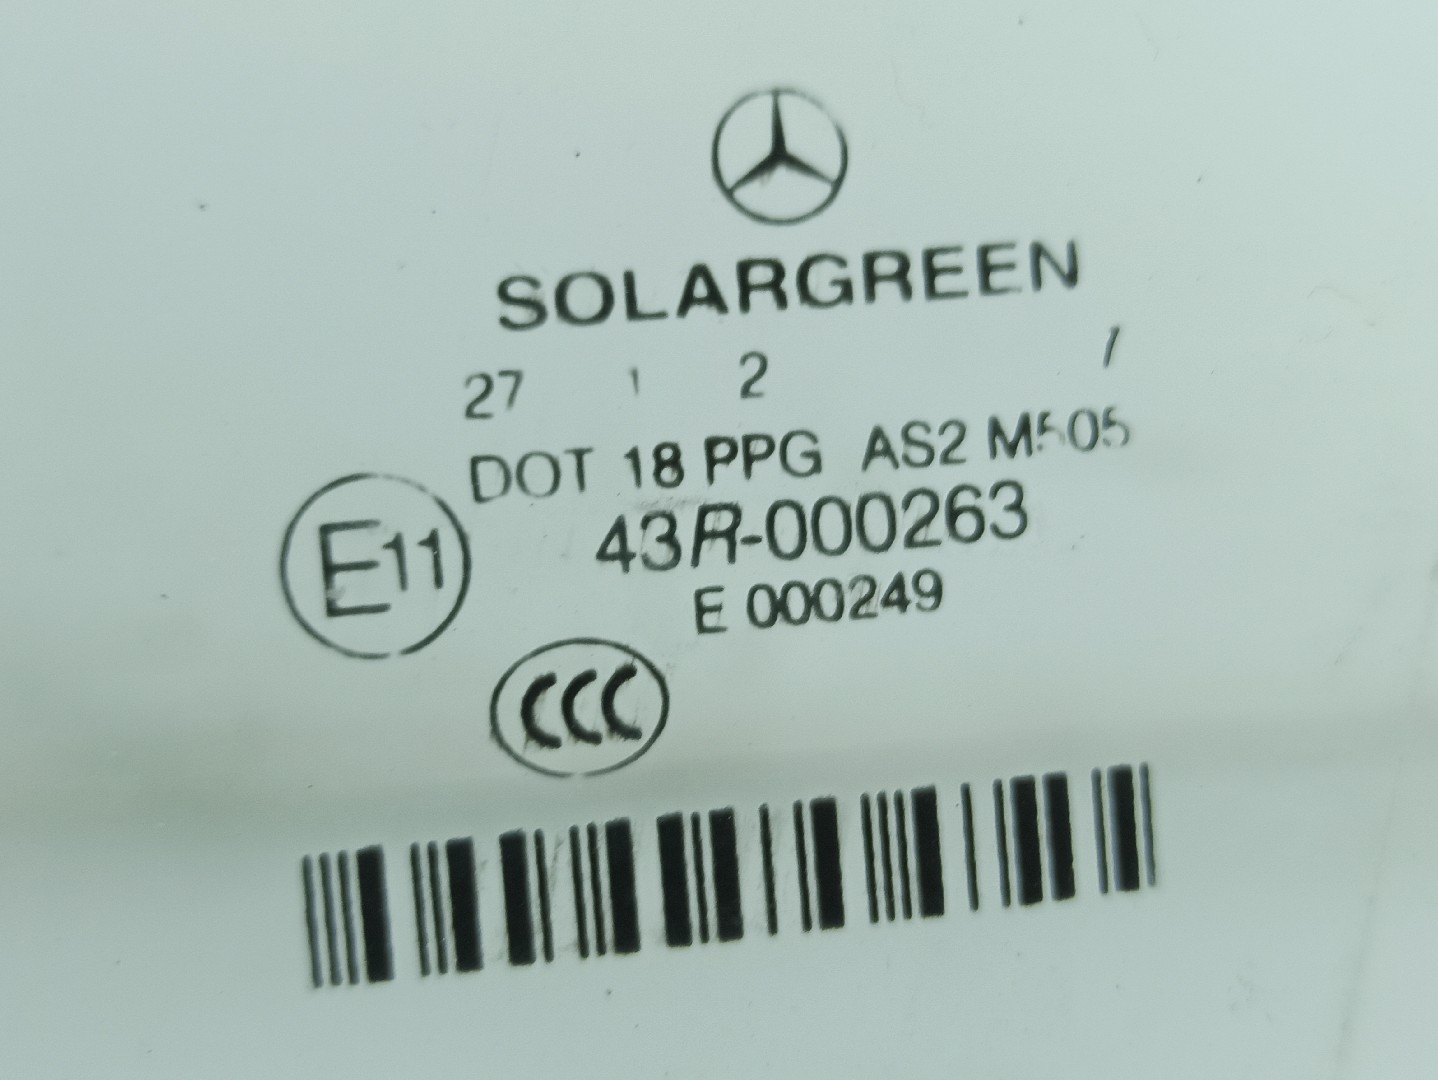 SOLARGREEN
27 1 2 /
DOT 18 PPG AS2 M505
E11
43R-000263
E 000249
CCC